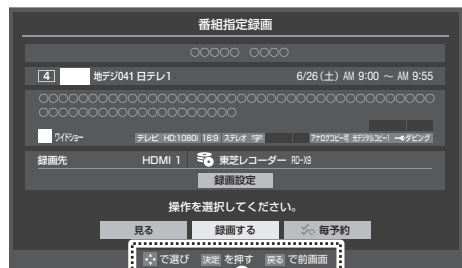 番組指定録画
○○○○○ ○○○○
4 地デジ041 日テレ1 6/26(土) AM 9:00 ～ AM 9:55
○○○○○○○○○○○○○○○○○○○○○○○○○○○○○○○○○○○○○○
○○○○○○○○○○○○○○○○○○○
ワイドショー テレビ HD:1080i 16:9 ステレオ 字 アナログコピー可 光デジタルコピー1 ダビング
録画先 HDMI 1 東芝レコーダー RD-X9
録画設定
操作を選択してください。
見る 録画する 毎予約
で選び 決定 を押す 戻る で前画面